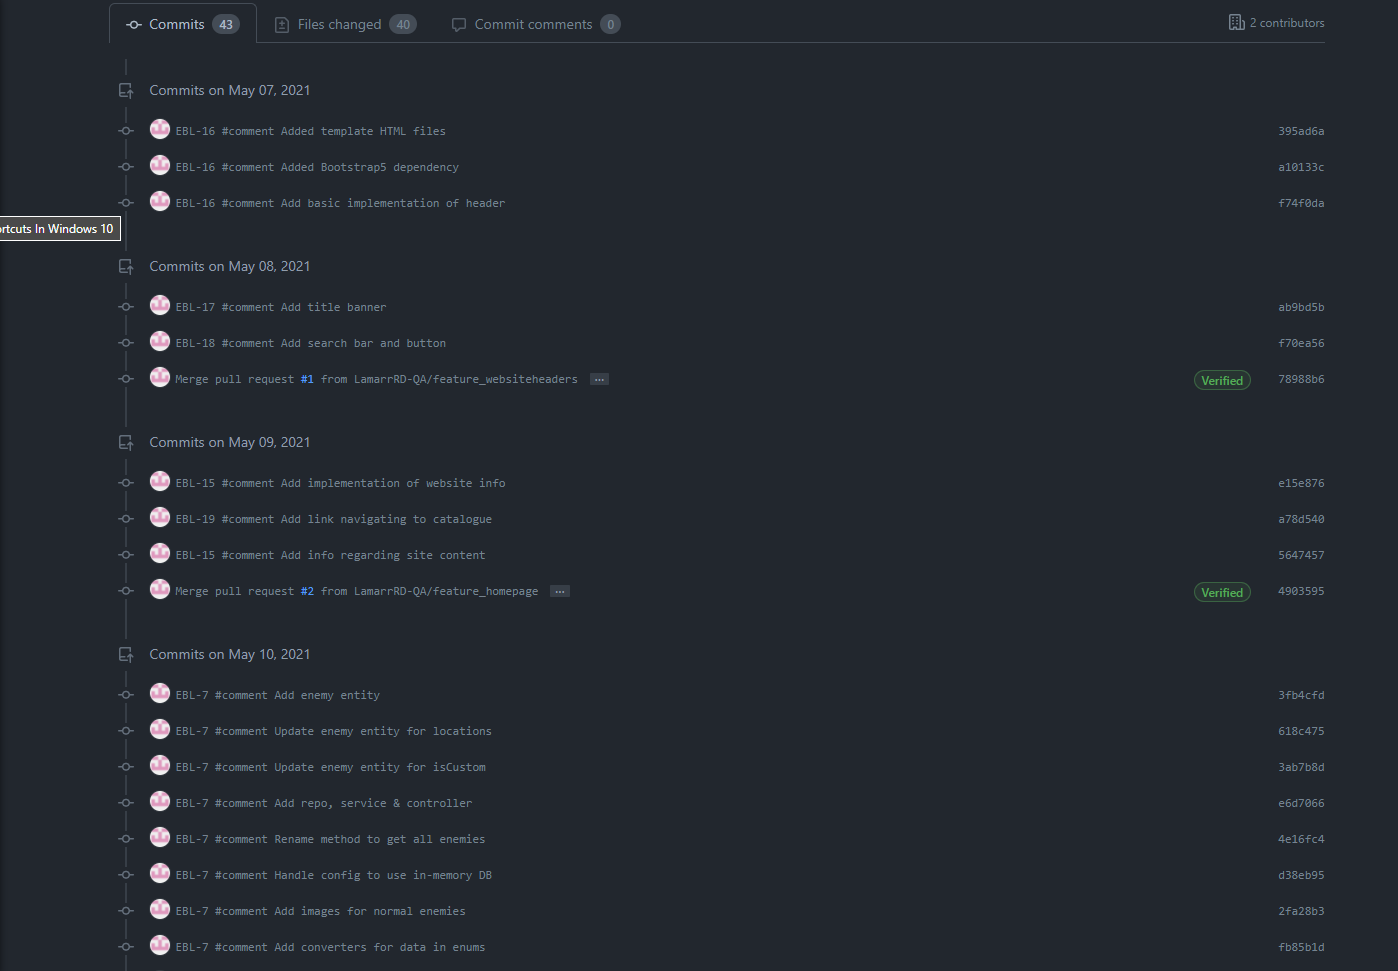 Commits 43 Files changed 40 Commit comments 0 2 contributors
Commits on May 07, 2021
EBL-16 #comment Added template HTML files 395ad6a
EBL-16 #comment Added Bootstrap5 dependency a10133c
EBL-16 #comment Add basic implementation of header f74f0da
rtcuts In Windows 10
Commits on May 08, 2021
EBL-17 #comment Add title banner ab9bd5b
EBL-18 #comment Add search bar and button f70ea56
Merge pull request #1 from LamarrRD-QA/feature_websiteheaders ... Verified 78988b6
Commits on May 09, 2021
EBL-15 #comment Add implementation of website info e15e876
EBL-19 #comment Add link navigating to catalogue a78d540
EBL-15 #comment Add info regarding site content 5647457
Merge pull request #2 from LamarrRD-QA/feature_homepage ... Verified 4903595
Commits on May 10, 2021
EBL-7 #comment Add enemy entity 3fb4cfd
EBL-7 #comment Update enemy entity for locations 618c475
EBL-7 #comment Update enemy entity for isCustom 3ab7b8d
EBL-7 #comment Add repo, service & controller e6d7066
EBL-7 #comment Rename method to get all enemies 4e16fc4
EBL-7 #comment Handle config to use in-memory DB d38eb95
EBL-7 #comment Add images for normal enemies 2fa28b3
EBL-7 #comment Add converters for data in enums fb85b1d